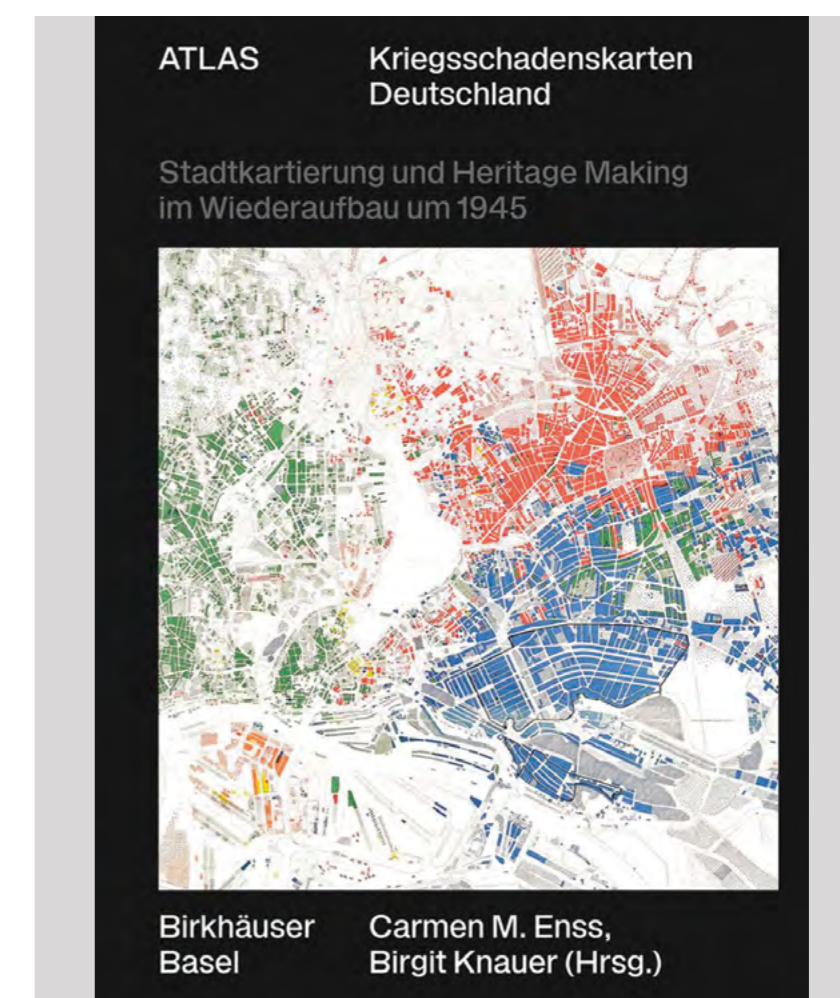 ATLAS
Kriegsschadenskarten
Deutschland
Stadtkartierung und Heritage Making
im Wiederaufbau um 1945
Birkhäuser
Basel
Carmen M. Enss,
Birgit Knauer (Hrsg.)